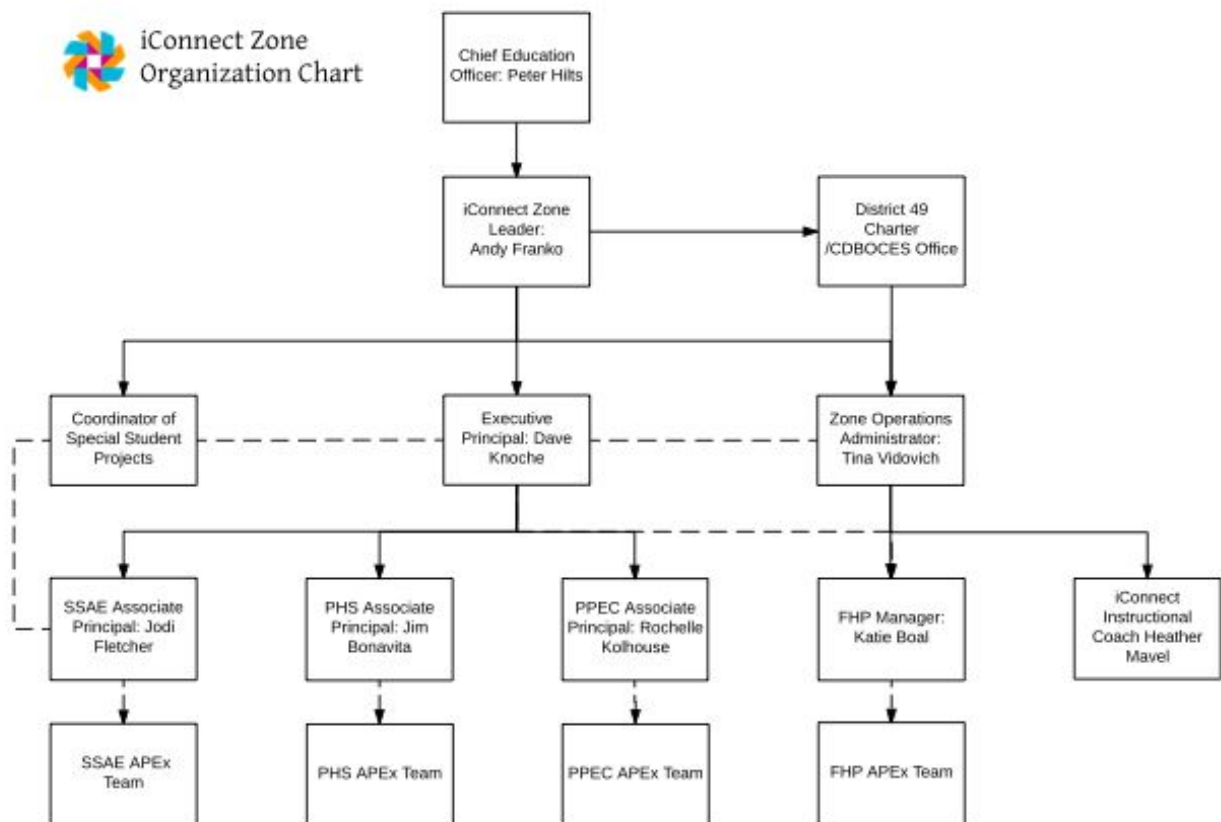 iConnect Zone
Organization Chart
Chief Education
Officer: Peter Hilts
iConnect Zone
Leader:
Andy Franko
District 49
Charter
/CDBOCES Office
Coordinator of
Special Student
Projects
Executive
Principal: Dave
Knoche
Zone Operations
Administrator:
Tina Vidovich
SSAE Associate
Principal: Jodi
Fletcher
PHS Associate
Principal: Jim
Bonavita
PPEC Associate
Principal: Rochelle
Kolhouse
FHP Manager:
Katie Boal
iConnect
Instructional
Coach Heather
Mavel
SSAE APEx
Team
PHS APEx Team
PPEC APEx Team
FHP APEx Team